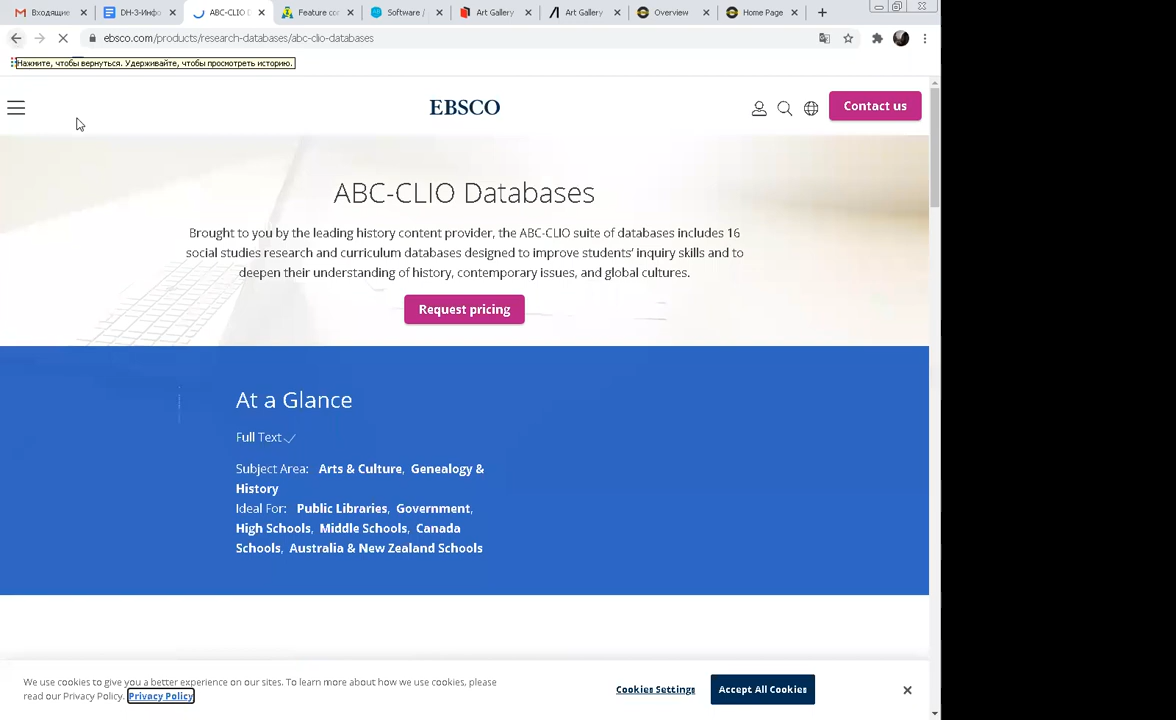 Входящие
DH-3-Инфо
ABC-CLIO D
Feature co
Software /
Art Gallery
Art Gallery
Overview
Home Page
ebsco.com/products/research-databases/abc-clio-databases
Нажмите, чтобы вернуться. Удерживайте, чтобы просмотреть историю.
EBSCO
Contact us
ABC-CLIO Databases
Brought to you by the leading history content provider, the ABC-CLIO suite of databases includes 16
social studies research and curriculum databases designed to improve students' inquiry skills and to
deepen their understanding of history, contemporary issues, and global cultures.
Request pricing
At a Glance
Full Text
Subject Area: Arts & Culture, Genealogy &
History
Ideal For: Public Libraries, Government,
High Schools, Middle Schools, Canada
Schools, Australia & New Zealand Schools
We use cookies to give you a better experience on our sites. To learn more about how we use cookies, please
read our Privacy Policy. Privacy Policy
Cookies Settings
Accept All Cookies